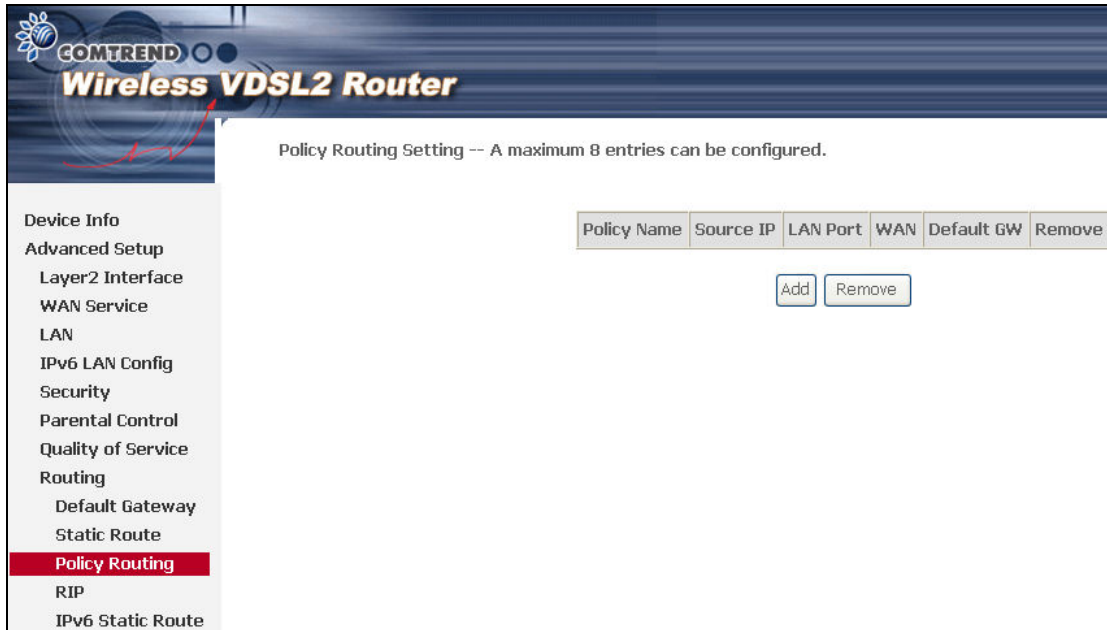 COMTREND
Wireless VDSL2 Router
Policy Routing Setting -- A maximum 8 entries can be configured.
Policy Name Source IP LAN Port WAN Default GW Remove
Add Remove
Device Info
Advanced Setup
Layer2 Interface
WAN Service
LAN
IPv6 LAN Config
Security
Parental Control
Quality of Service
Routing
Default Gateway
Static Route
Policy Routing
RIP
IPv6 Static Route